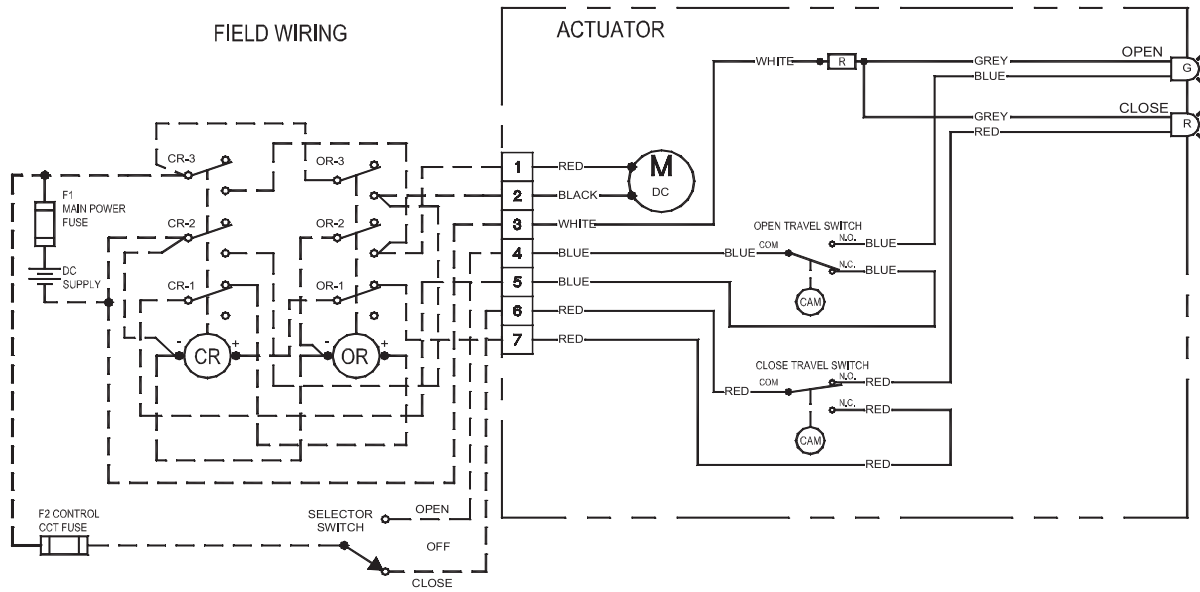 FIELD WIRING
ACTUATOR
WHITE
R
GREY
BLUE
OPEN
G
GREY
RED
CLOSE
R
CR-3
OR-3
CR-2
OR-2
CR-1
OR-1
F1
MAIN POWER
FUSE
DC
SUPPLY
-
CR
+
-
OR
+
1
RED
M
DC
2
BLACK
3
WHITE
4
BLUE
5
BLUE
6
RED
7
RED
OPEN TRAVEL SWITCH
BLUE
COM
N.O.
BLUE
N.C.
BLUE
CAM
CLOSE TRAVEL SWITCH
RED
COM
N.O.
RED
N.C.
RED
CAM
RED
F2 CONTROL
CCT FUSE
SELECTOR
SWITCH
OPEN
OFF
CLOSE